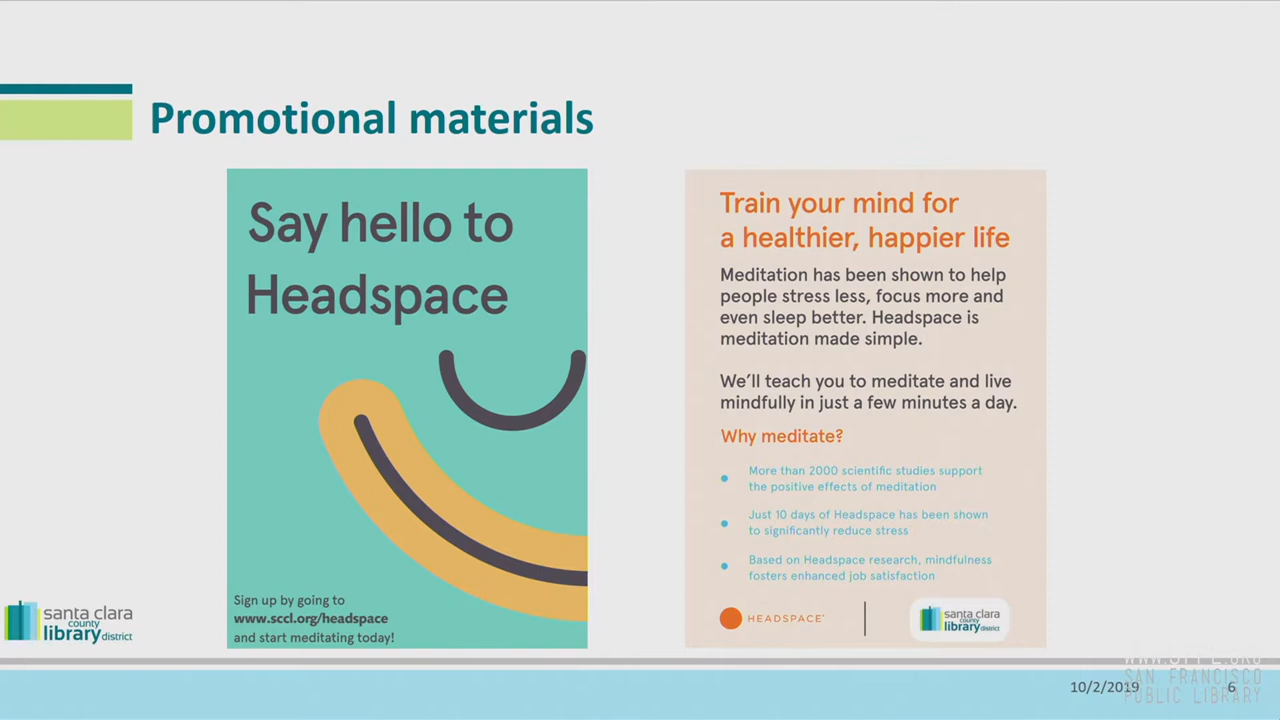 Promotional materials
Say hello to
Headspace
Sign up by going to
www.sccl.org/headspace
and start meditating today!
Train your mind for
a healthier, happier life
Meditation has been shown to help
people stress less, focus more and
even sleep better. Headspace is
meditation made simple.
We'll teach you to meditate and live
mindfully in just a few minutes a day.
Why meditate?
More than 2000 scientific studies support
the positive effects of meditation
Just 10 days of Headspace has been shown
to significantly reduce stress
Based on Headspace research, mindfulness
fosters enhanced job satisfaction
HEADSPACE
santa clara
county
library district
santa clara
county
library district
10/2/2019
6
SAN FRANCISCO
PUBLIC LIBRARY